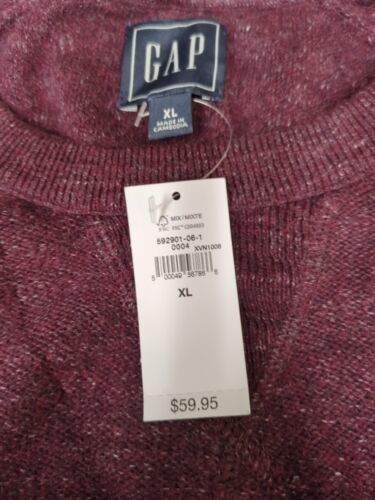 GAP
XL
MADE IN
CAMBODIA
MIX/MIXTE
592901-06-1
0004 XVN1008
XL
$59.95